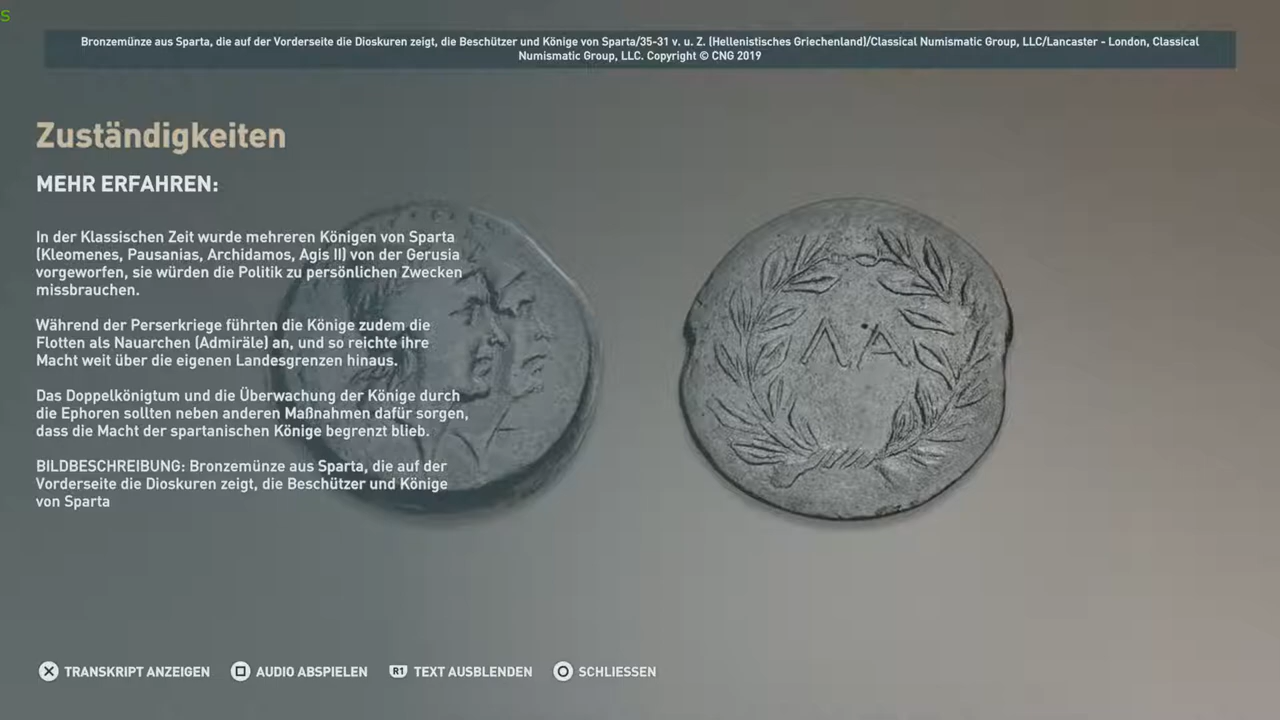 S
Bronzemünze aus Sparta, die auf der Vorderseite die Dioskuren zeigt, die Beschützer und Könige von Sparta/35-31 v. u. Z. (Hellenistisches Griechenland)/Classical Numismatic Group, LLC/Lancaster - London, Classical
Numismatic Group, LLC. Copyright © CNG 2019
Zuständigkeiten
MEHR ERFAHREN:
In der Klassischen Zeit wurde mehreren Königen von Sparta
(Kleomenes, Pausanias, Archidamos, Agis II) von der Gerusia
vorgeworfen, sie würden die Politik zu persönlichen Zwecken
missbrauchen.
Während der Perserkriege führten die Könige zudem die
Flotten als Nauarchen (Admiräle) an, und so reichte ihre
Macht weit über die eigenen Landesgrenzen hinaus.
Das Doppelkönigtum und die Überwachung der Könige durch
die Ephoren sollten neben anderen Maßnahmen dafür sorgen,
dass die Macht der spartanischen Könige begrenzt blieb.
BILDBESCHREIBUNG: Bronzemünze aus Sparta, die auf der
Vorderseite die Dioskuren zeigt, die Beschützer und Könige
von Sparta
ΛΑ
TRANSKRIPT ANZEIGEN
AUDIO ABSPIELEN
R1 TEXT AUSBLENDEN
SCHLIESSEN